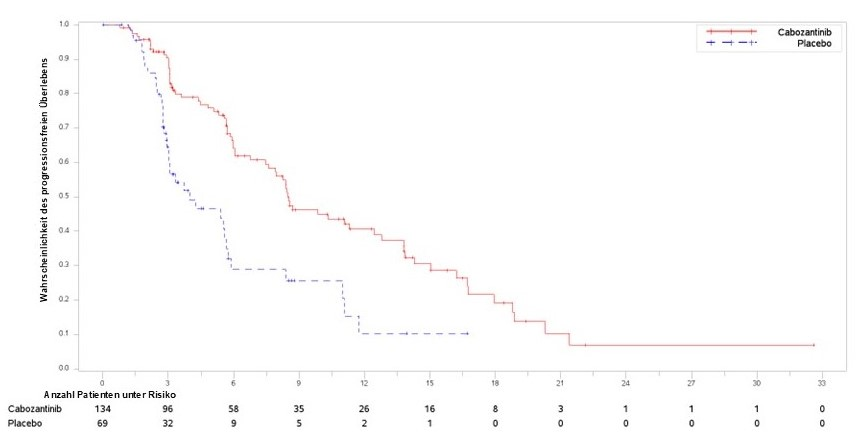 Cabozantinib
Placebo
Wahrscheinlichkeit des progressionsfreien Überlebens
1.0
0.9
0.8
0.7
0.6
0.5
0.4
0.3
0.2
0.1
0.0
0 3 6 9 12 15 18 21 24 27 30 33
Anzahl Patienten unter Risiko
Cabozantinib 134 96 58 35 26 16 8 3 1 1 1 0
Placebo 69 32 9 5 2 1 0 0 0 0 0 0